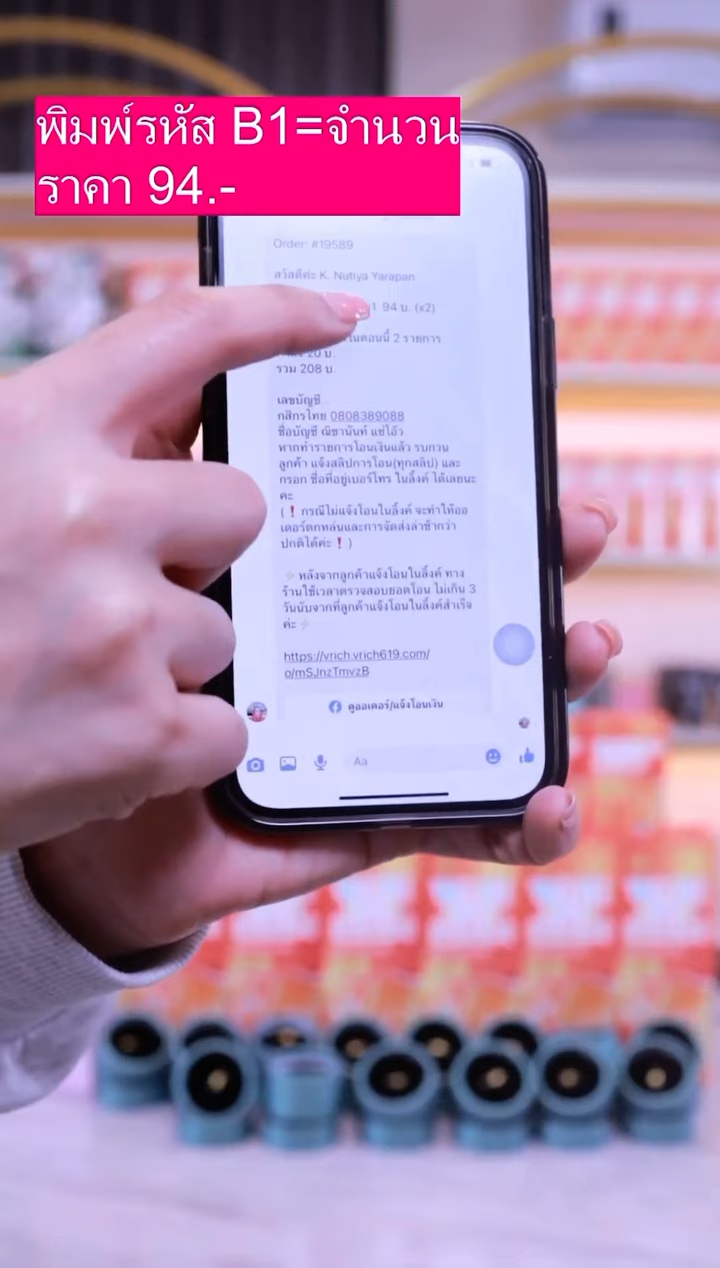 พิมพ์รหัส B1=จำนวน
ราคา 94.-
Order: #19589
สวัสดีค่ะ K. Nutiya Yarapan
1 94 บ. (x2)
ตอนนี้ 2 รายการ
20 บ.
รวม 208 บ.
เลขบัญชี
กสิกรไทย 0808389088
ชื่อบัญชี ณิชานันท์ แซ่โอ้ว
หากทำรายการโอนเงินแล้ว รบกวน
ลูกค้า แจ้งสลิปการโอน(ทุกสลิป) และ
กรอก ชื่อที่อยู่เบอร์โทร ในลิ้งค์ ได้เลยนะ
คะ
(❗กรณีไม่แจ้งโอนในลิ้งค์ จะทำให้ออ
เดอร์ตกหล่นและการจัดส่งล่าช้ากว่า
ปกติได้ค่ะ❗)
⚡หลังจากลูกค้าแจ้งโอนในลิ้งค์ ทาง
ร้านใช้เวลาตรวจสอบยอดโอน ไม่เกิน 3
วันนับจากที่ลูกค้าแจ้งโอนในลิ้งค์สำเร็จ
ค่ะ⚡
https://vrich.vrich619.com/
o/mSJnzTmvzB
ดูออเดอร์/แจ้งโอนเงิน
Aa